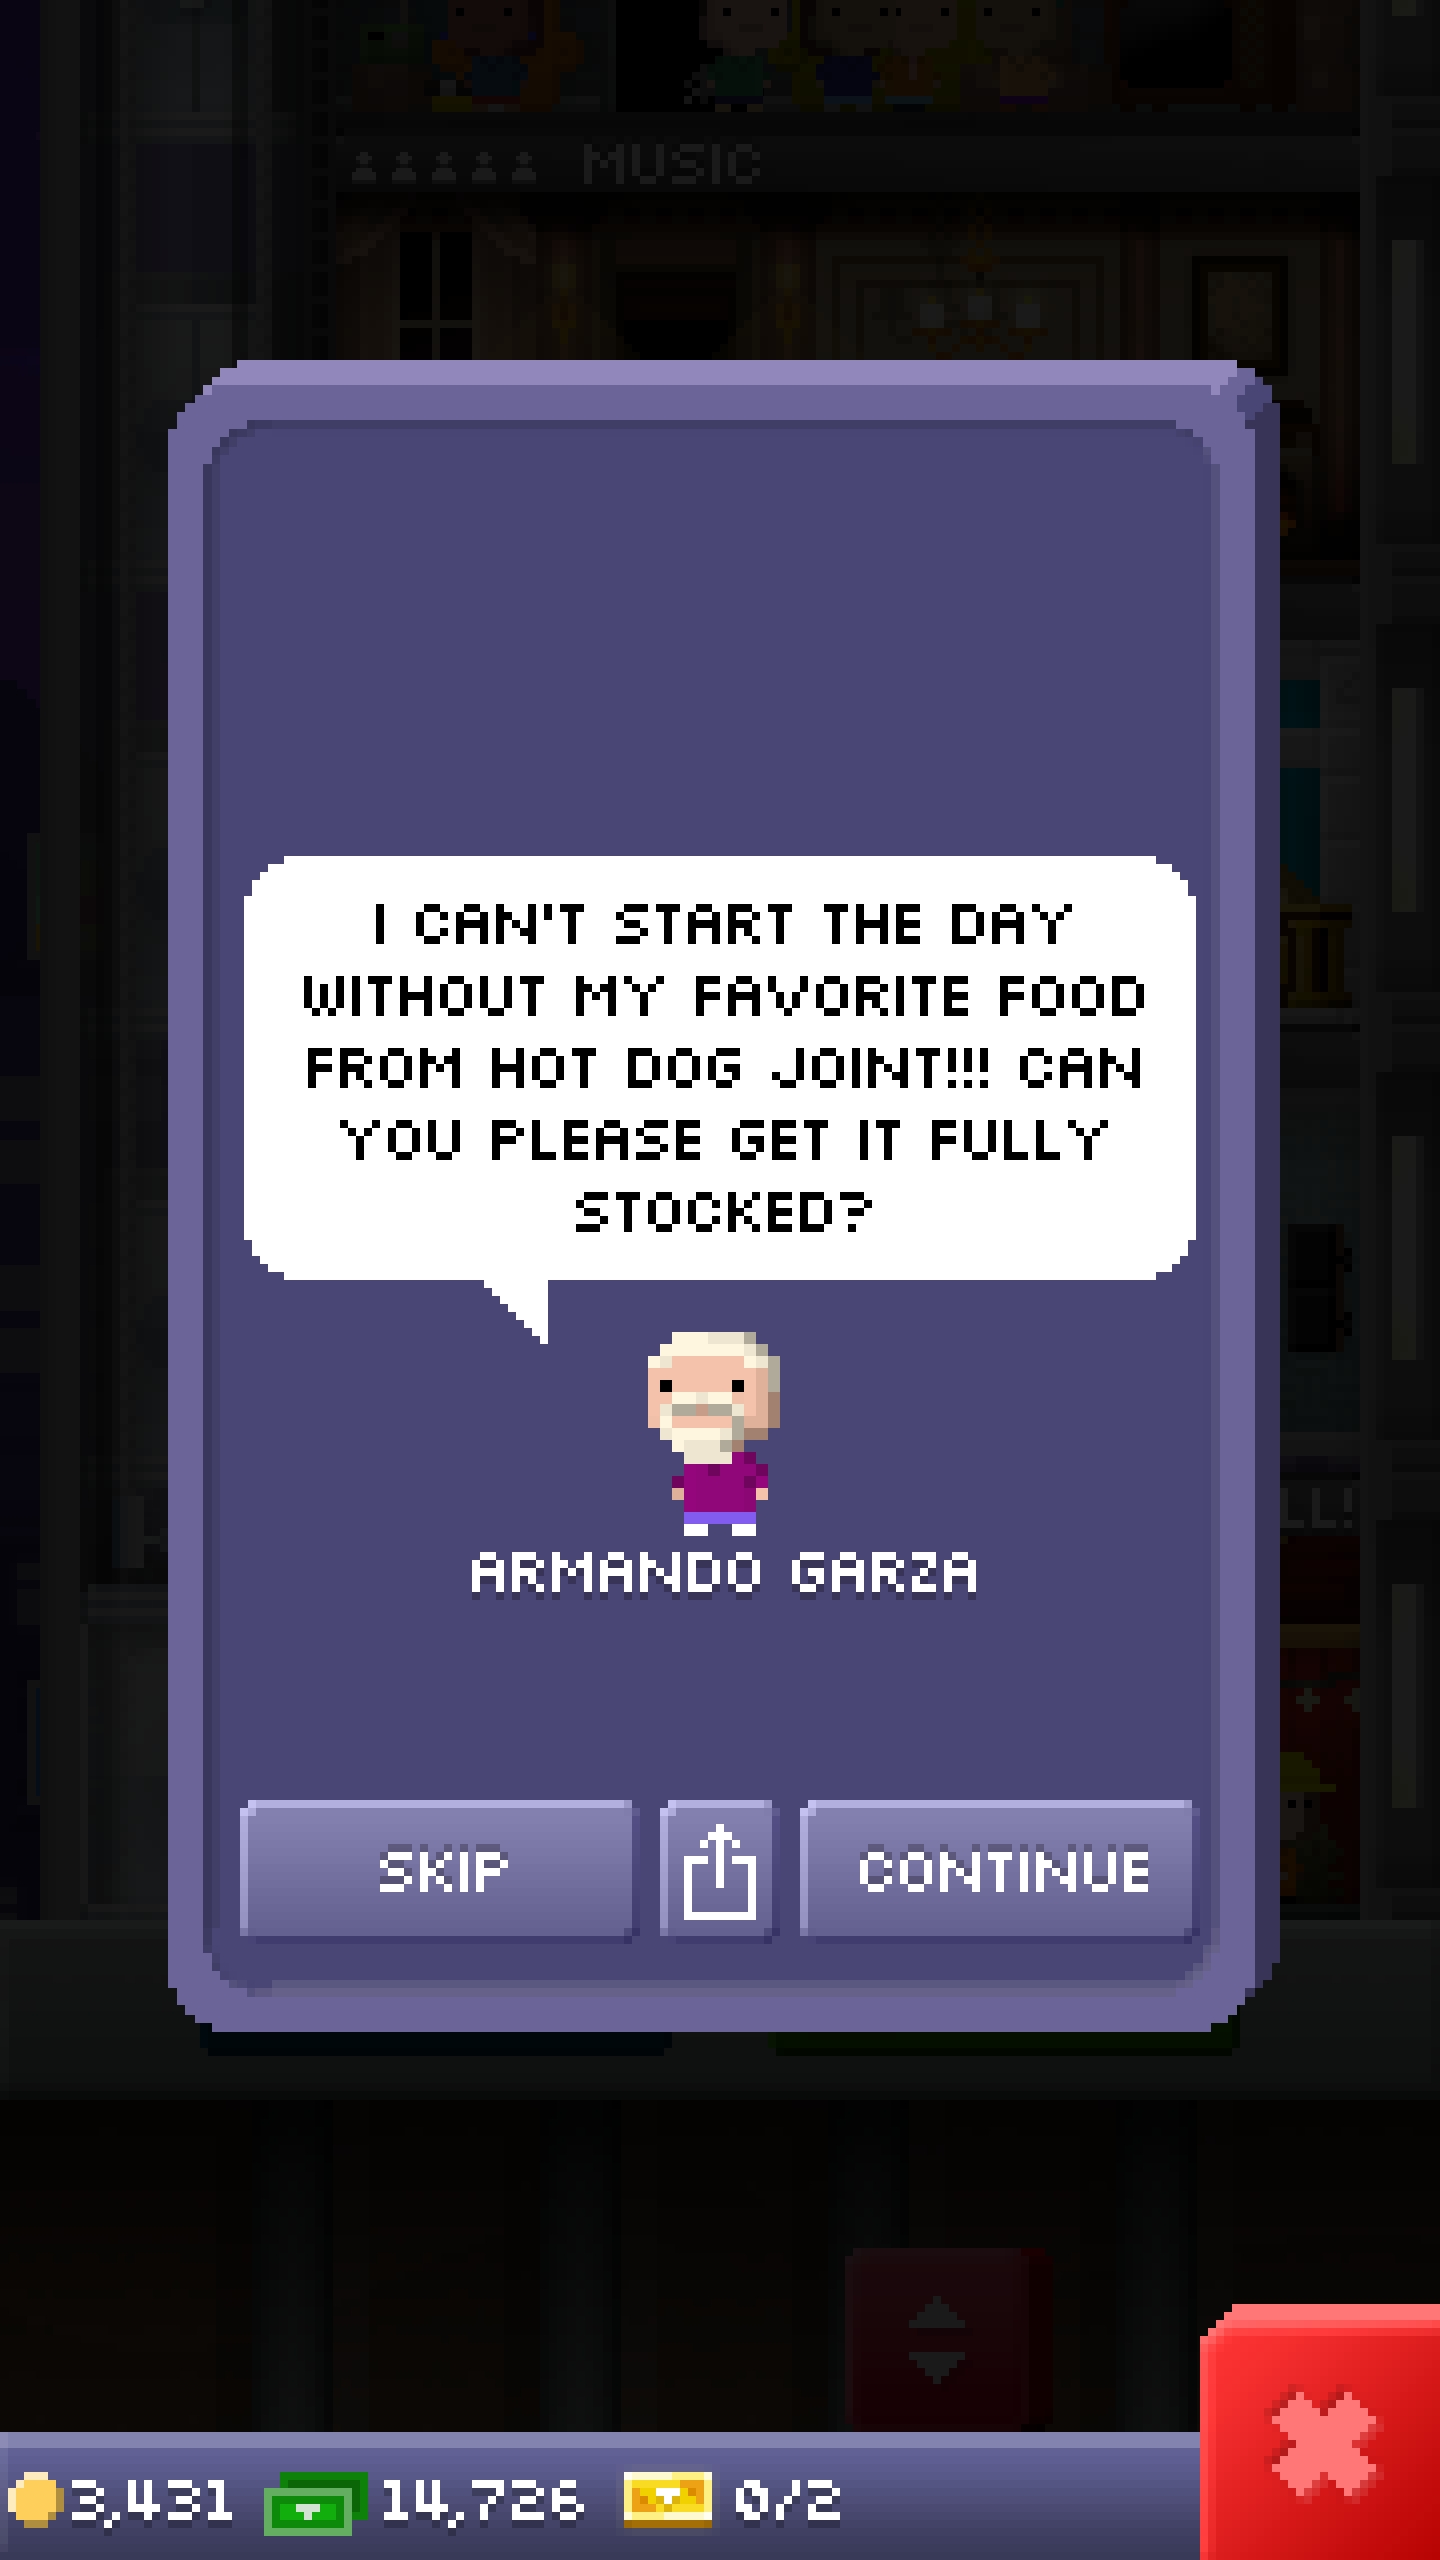 MUSIC
I CAN'T START THE DAY
WITHOUT MY FAVORITE FOOD
FROM HOT DOG JOINT!!! CAN
YOU PLEASE GET IT FULLY
STOCKED?
LL!
ARMANDO GARZA
SKIP
CONTINUE
3,431 14,726 0/2